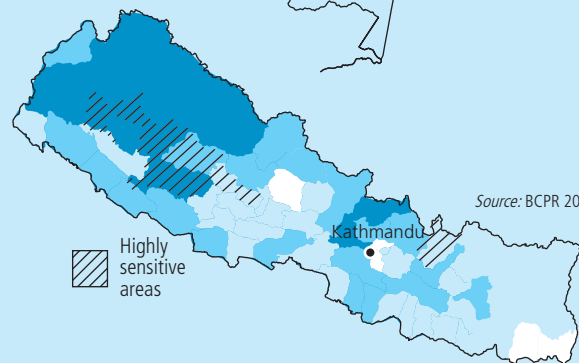 Source: BCPR 20
Kathmandu
Highly
sensitive
areas